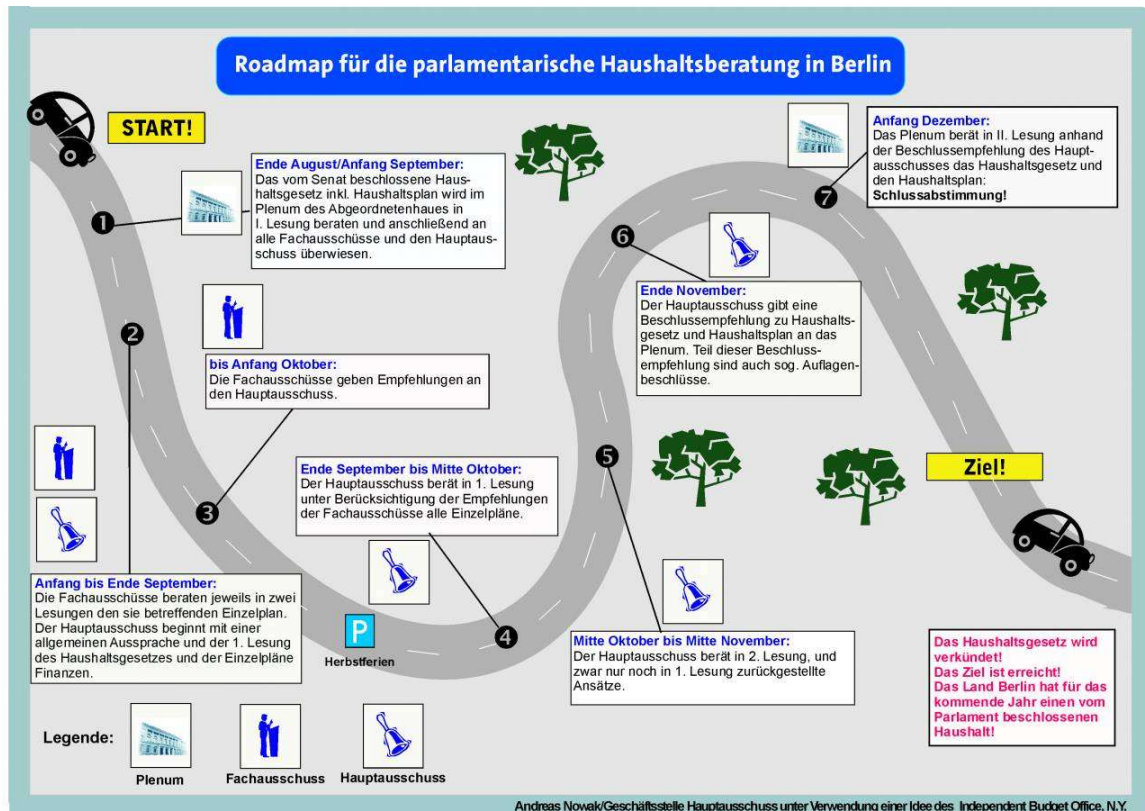 Roadmap für die parlamentarische Haushaltsberatung in Berlin
START!
1
Ende August/Anfang September:
Das vom Senat beschlossene Haus-
haltsgesetz inkl. Haushaltsplan wird im
Plenum des Abgeordnetenhaues in
I. Lesung beraten und anschließend an
alle Fachausschüsse und den Hauptaus-
schuss überwiesen.
2
Anfang bis Ende September:
Die Fachausschüsse beraten jeweils in zwei
Lesungen den sie betreffenden Einzelplan.
Der Hauptausschuss beginnt mit einer
allgemeinen Aussprache und der 1. Lesung
des Haushaltsgesetzes und der Einzelpläne
Finanzen.
3
bis Anfang Oktober:
Die Fachausschüsse geben Empfehlungen an
den Hauptausschuss.
P
Herbstferien
4
Ende September bis Mitte Oktober:
Der Hauptausschuss berät in 1. Lesung
unter Berücksichtigung der Empfehlungen
der Fachausschüsse alle Einzelpläne.
5
Mitte Oktober bis Mitte November:
Der Hauptausschuss berät in 2. Lesung, und
zwar nur noch in 1. Lesung zurückgestellte
Ansätze.
6
Ende November:
Der Hauptausschuss gibt eine
Beschlussempfehlung zu Haushalts-
gesetz und Haushaltsplan an das
Plenum. Teil dieser Beschluss-
empfehlung sind auch sog. Auflagen-
beschlüsse.
7
Anfang Dezember:
Das Plenum berät in II. Lesung anhand
der Beschlussempfehlung des Haupt-
ausschusses das Haushaltsgesetz und
den Haushaltsplan:
Schlussabstimmung!
Ziel!
Das Haushaltsgesetz wird
verkündet!
Das Ziel ist erreicht!
Das Land Berlin hat für das
kommende Jahr einen vom
Parlament beschlossenen
Haushalt!
Legende:
Plenum
Fachausschuss
Hauptausschuss
Andreas Nowak/Geschäftsstelle Hauptausschuss unter Verwendung einer Idee des Independent Budget Office, N.Y.